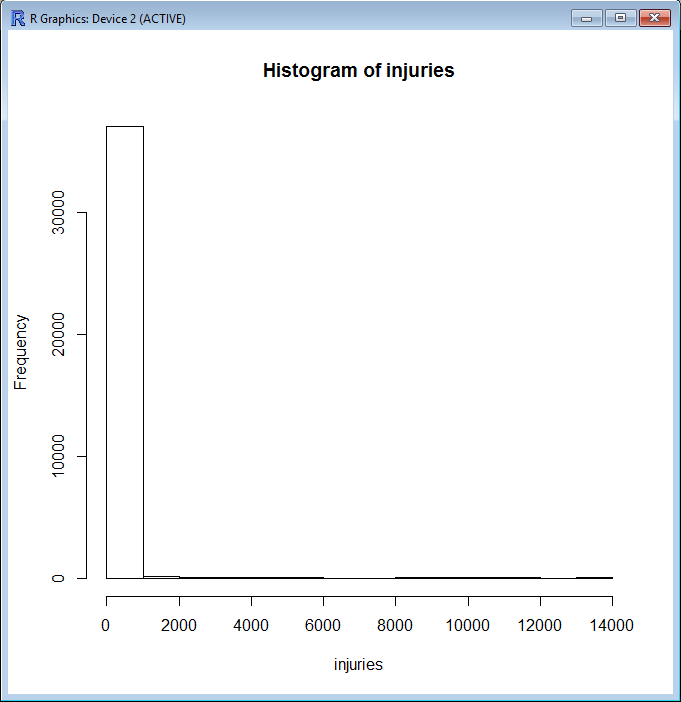 R Graphics: Device 2 (ACTIVE)
Histogram of injuries
Frequency
30000
20000
10000
0
0 2000 4000 6000 8000 10000 12000 14000
injuries